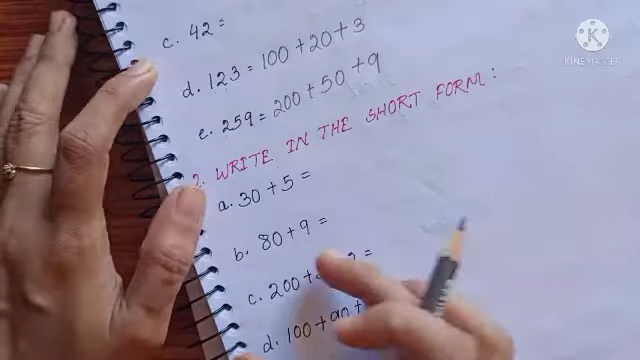 c. 42 =
d. 123 = 100 + 20 + 3
e. 259 = 200 + 50 + 9
2. WRITE IN THE SHORT FORM:
a. 30 + 5 =
b. 80 + 9 =
c. 200 + =
d. 100 + 90 +
KINEMASTER